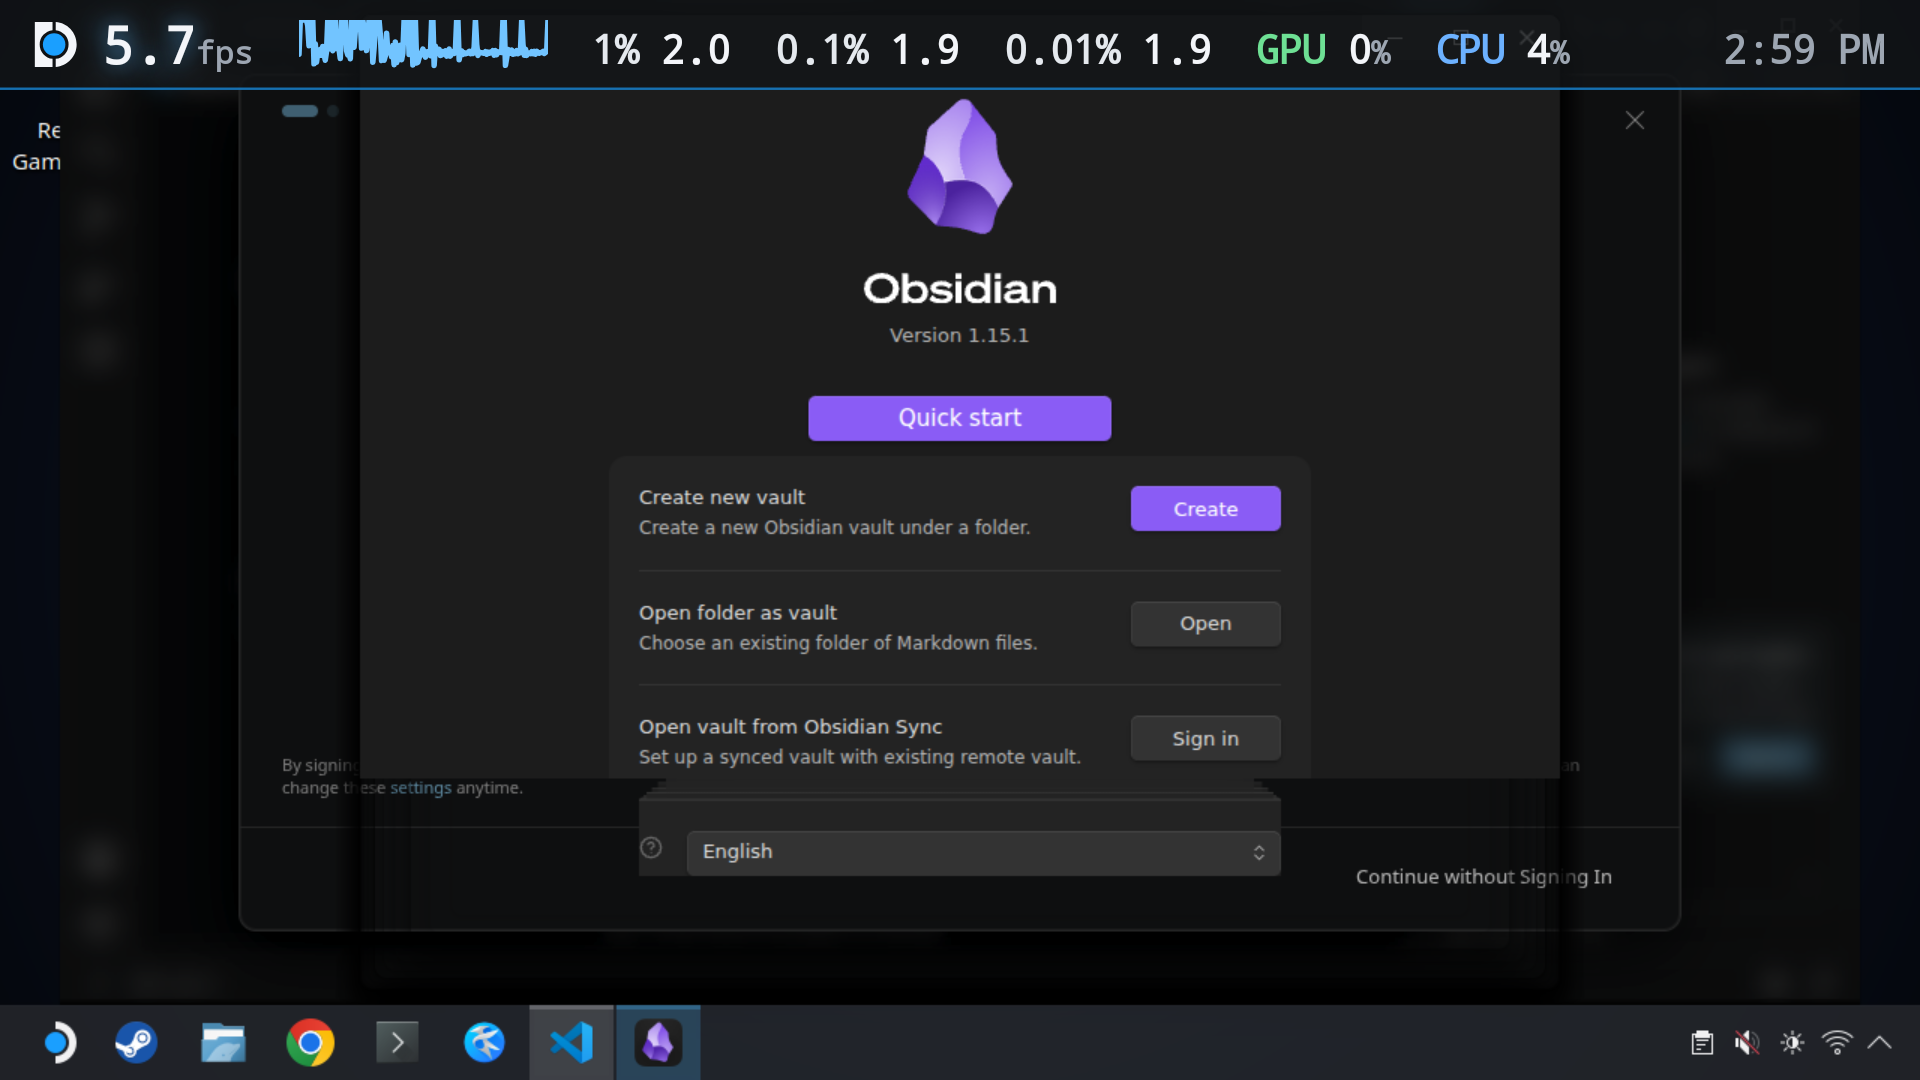 5.7fps 1% 2.0 0.1% 1.9 0.01% 1.9 GPU 0% CPU 4% 2:59 PM
Re
Gam
Obsidian
Version 1.15.1
Quick start
Create new vault
Create a new Obsidian vault under a folder.
Create
Open folder as vault
Choose an existing folder of Markdown files.
Open
Open vault from Obsidian Sync
Set up a synced vault with existing remote vault.
Sign in
By signing
an
change these settings anytime.
English
Continue without Signing In